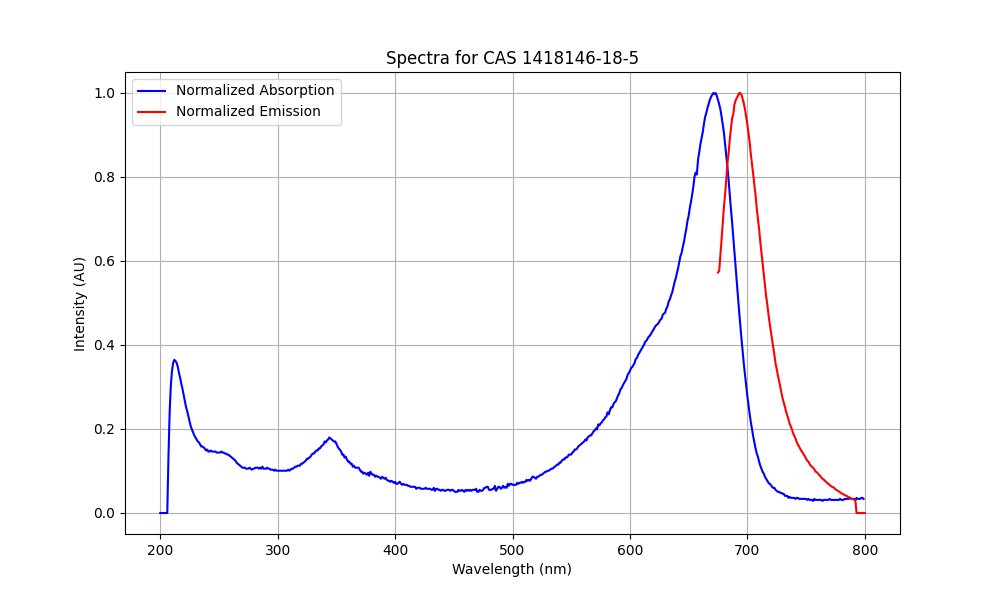 Spectra for CAS 1418146-18-5
Normalized Absorption
Normalized Emission
1.0
0.8
0.6
0.4
0.2
0.0
Intensity (AU)
200 300 400 500 600 700 800
Wavelength (nm)